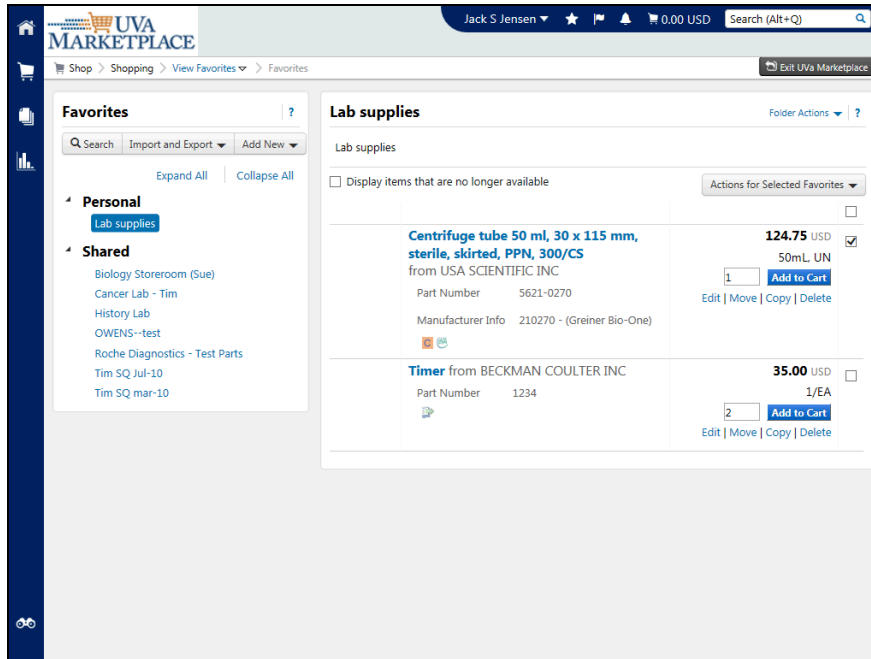 UVA
MARKETPLACE
Jack S Jensen
0.00 USD
Search (Alt+Q)
Shop > Shopping > View Favorites > Favorites
Exit UVa Marketplace
Favorites
?
Search
Import and Export
Add New
Expand All
Collapse All
Personal
Lab supplies
Shared
Biology Storeroom (Sue)
Cancer Lab - Tim
History Lab
OWENS--test
Roche Diagnostics - Test Parts
Tim SQ Jul-10
Tim SQ mar-10
Lab supplies
Folder Actions
?
Lab supplies
Display items that are no longer available
Actions for Selected Favorites
Centrifuge tube 50 ml, 30 x 115 mm,
sterile, skirted, PPN, 300/CS
from USA SCIENTIFIC INC
Part Number 5621-0270
Manufacturer Info 210270 - (Greiner Bio-One)
C
124.75 USD
50mL, UN
1 Add to Cart
Edit | Move | Copy | Delete
Timer from BECKMAN COULTER INC
Part Number 1234
35.00 USD
1/EA
2 Add to Cart
Edit | Move | Copy | Delete